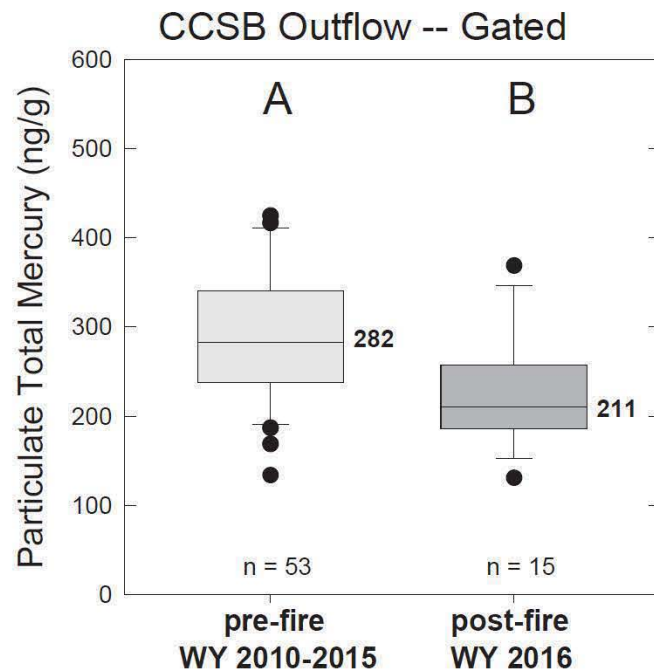 CCSB Outflow -- Gated
Particulate Total Mercury (ng/g)
600
500
400
300
200
100
0
A
B
282
211
n = 53
n = 15
pre-fire
WY 2010-2015
post-fire
WY 2016